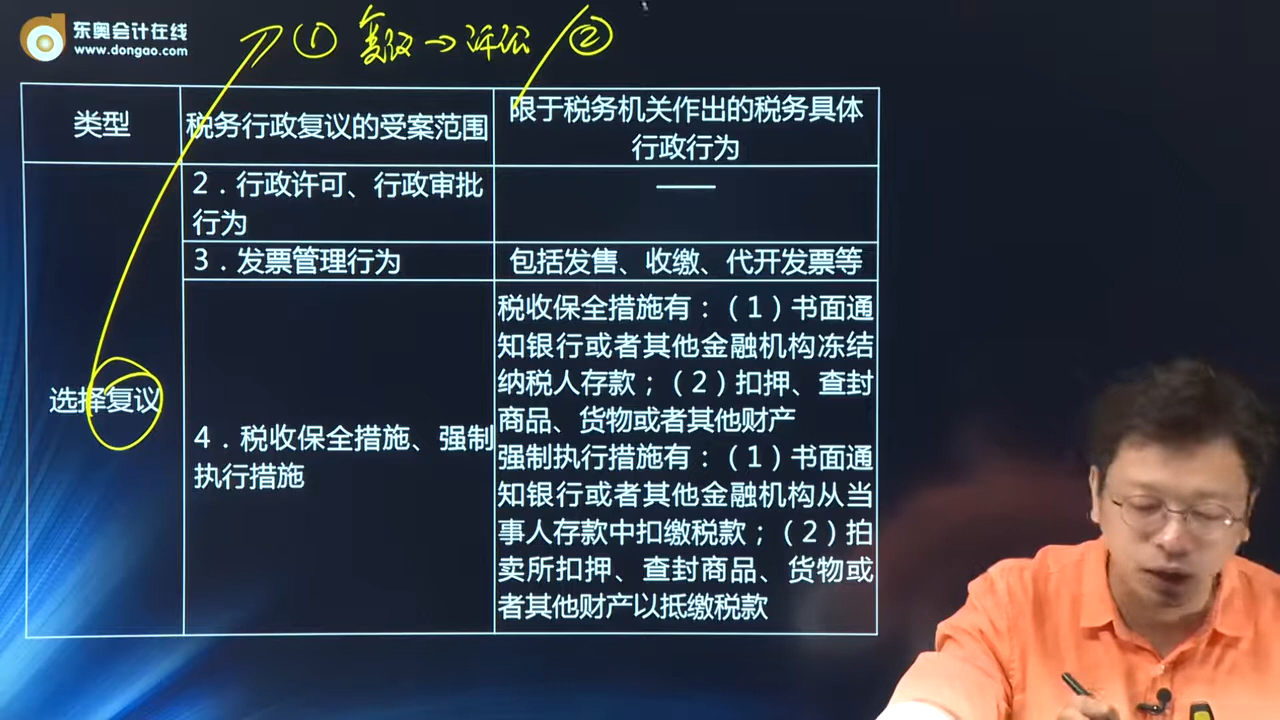 东奥会计在线
www.dongao.com
① 复议→诉讼 ②
类型
税务行政复议的受案范围
限于税务机关作出的税务具体
行政行为
选择复议
2．行政许可、行政审批
行为
——
3．发票管理行为
包括发售、收缴、代开发票等
4．税收保全措施、强制
执行措施
税收保全措施有：（1）书面通
知银行或者其他金融机构冻结
纳税人存款；（2）扣押、查封
商品、货物或者其他财产
强制执行措施有：（1）书面通
知银行或者其他金融机构从当
事人存款中扣缴税款；（2）拍
卖所扣押、查封商品、货物或
者其他财产以抵缴税款